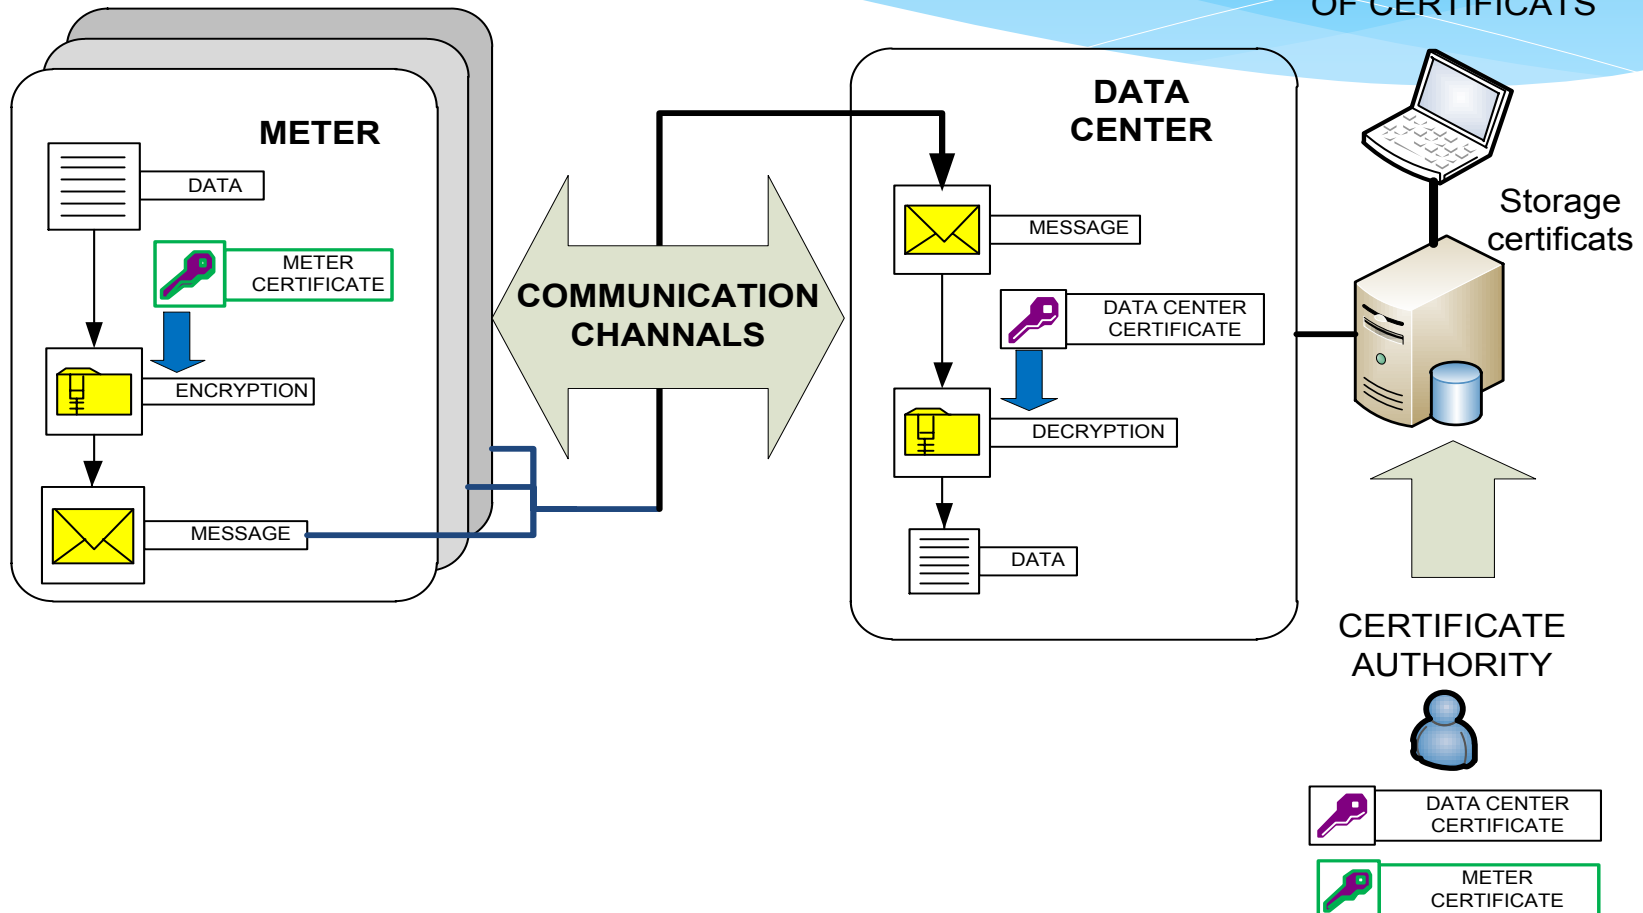 OF CERTIFICATS
METER
DATA
METER
CERTIFICATE
ENCRYPTION
MESSAGE
COMMUNICATION
CHANNALS
DATA
CENTER
MESSAGE
DATA CENTER
CERTIFICATE
DECRYPTION
DATA
Storage
certificats
CERTIFICATE
AUTHORITY
DATA CENTER
CERTIFICATE
METER
CERTIFICATE